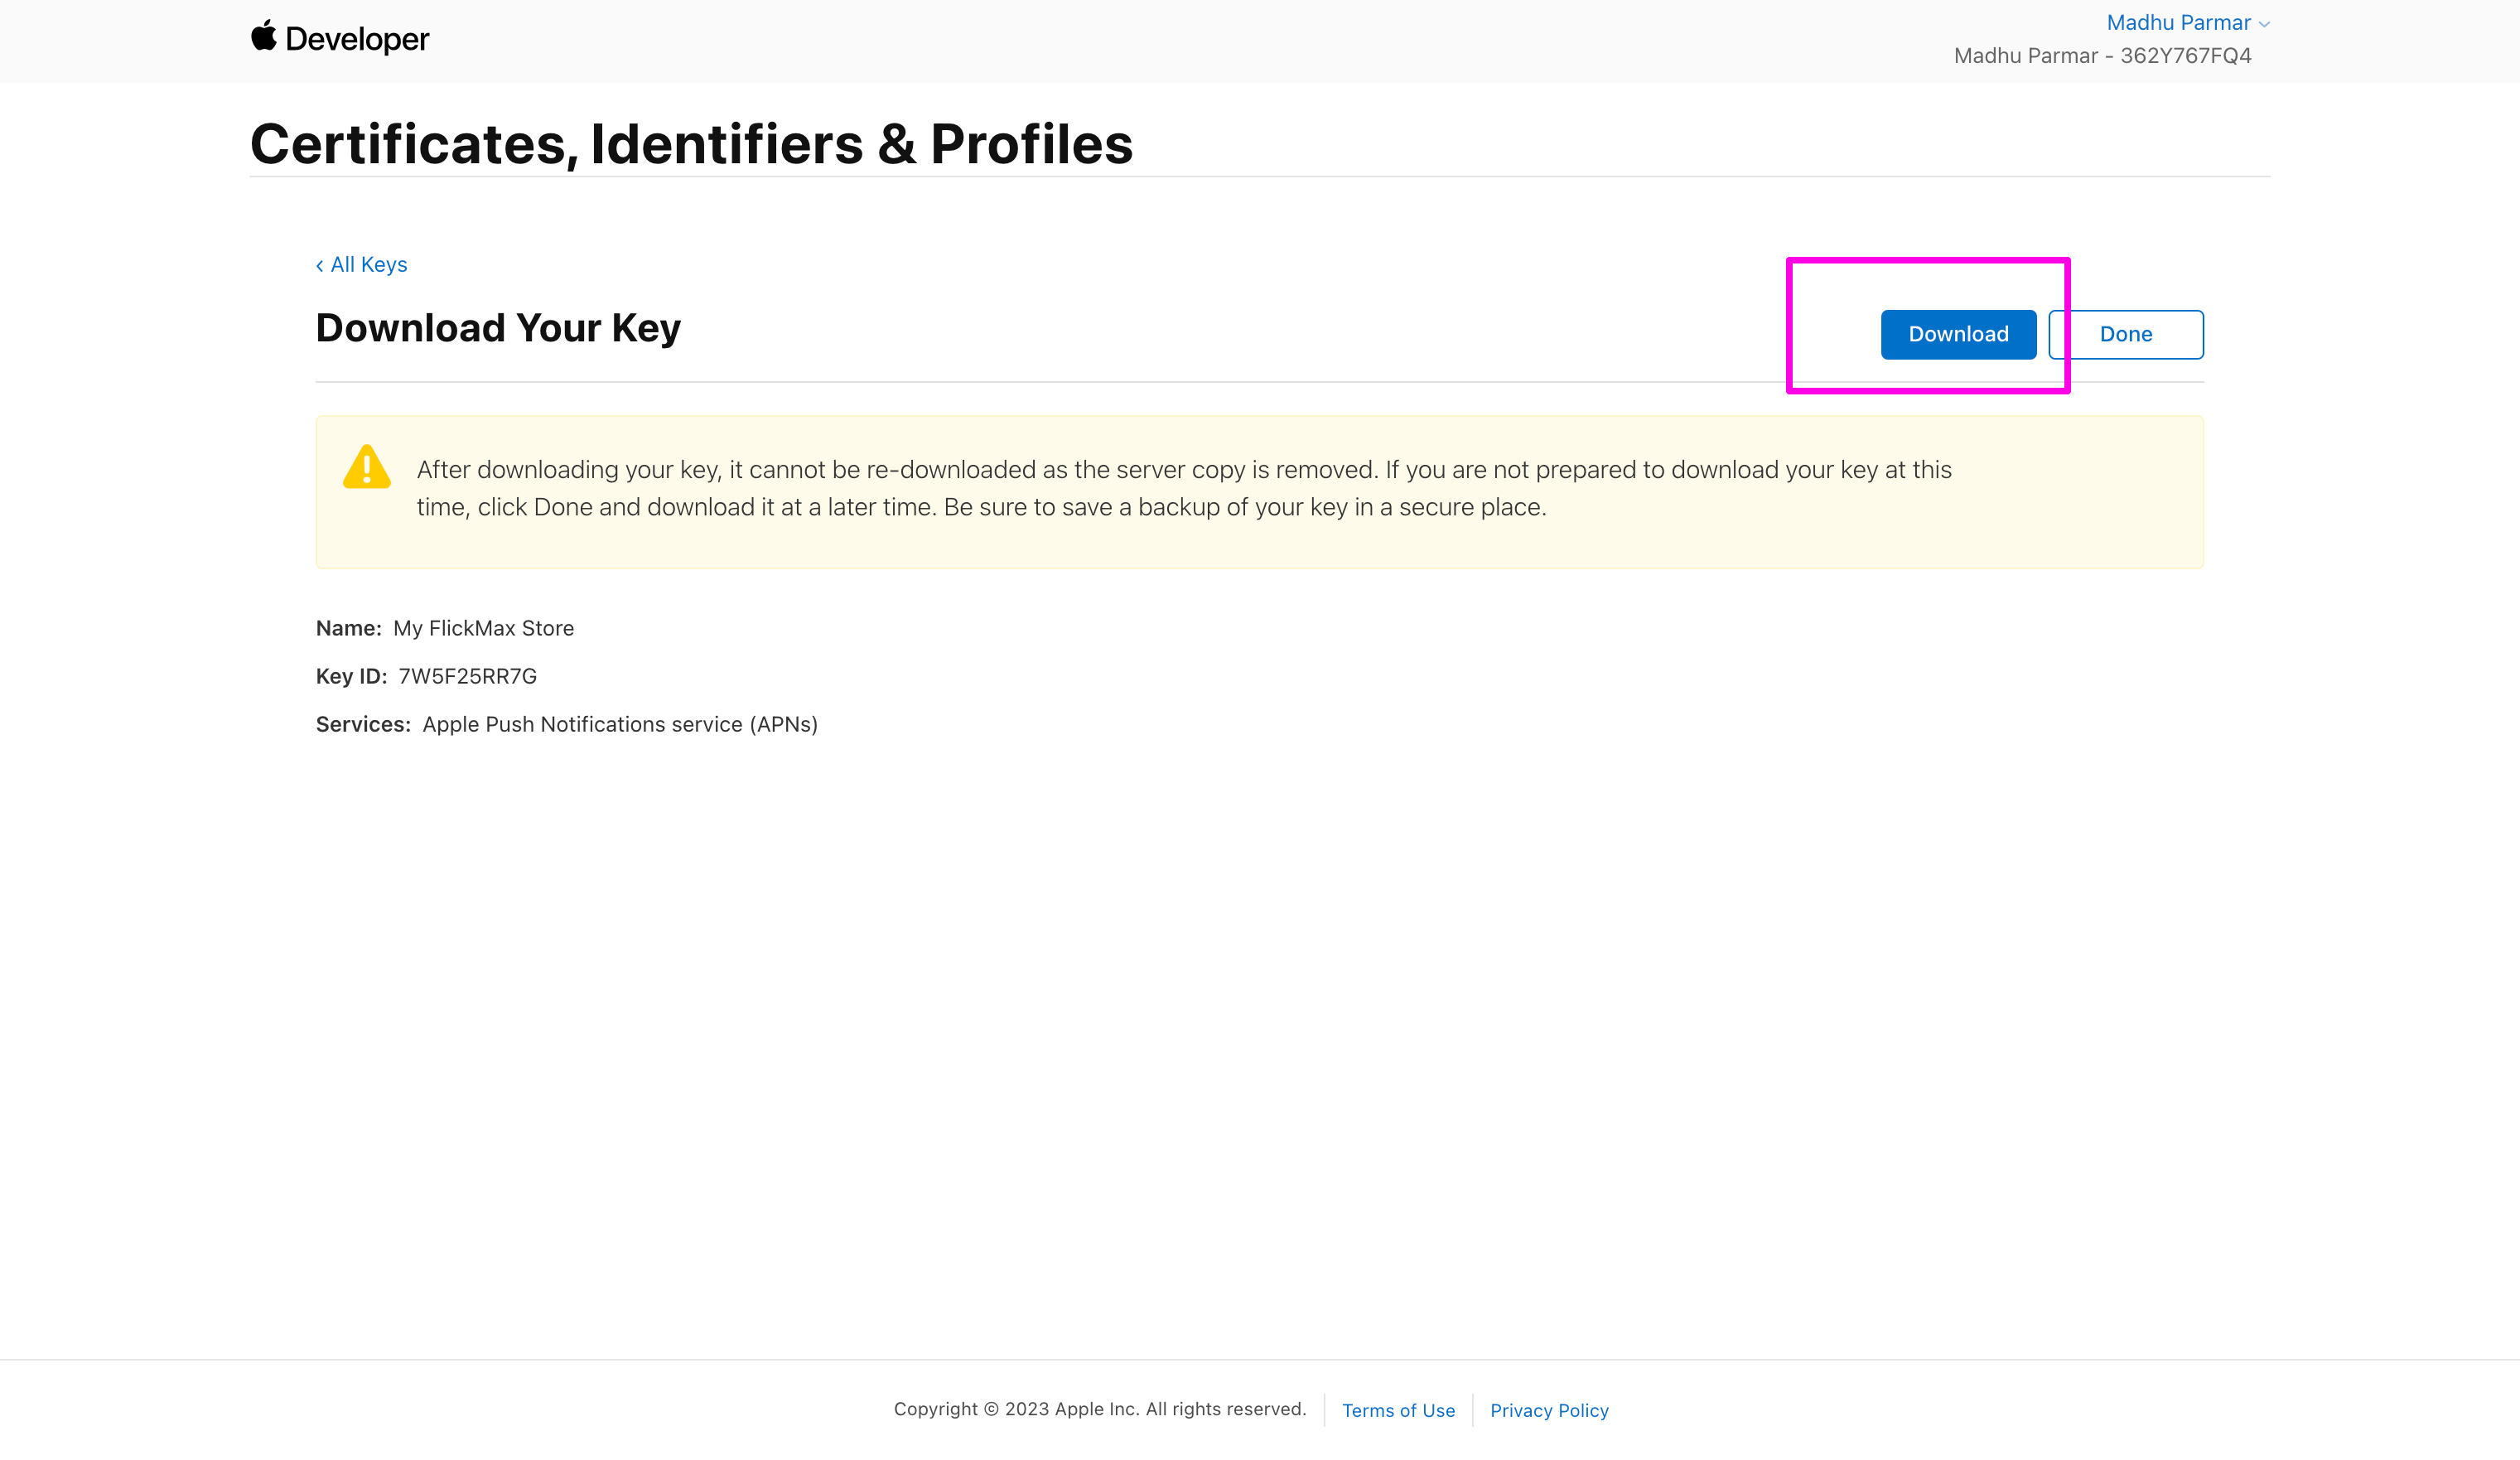 Developer
Madhu Parmar
Madhu Parmar - 362Y767FQ4
Certificates, Identifiers & Profiles
‹ All Keys
Download Your Key
Download
Done
After downloading your key, it cannot be re-downloaded as the server copy is removed. If you are not prepared to download your key at this
time, click Done and download it at a later time. Be sure to save a backup of your key in a secure place.
Name: My FlickMax Store
Key ID: 7W5F25RR7G
Services: Apple Push Notifications service (APNs)
Copyright © 2023 Apple Inc. All rights reserved.
Terms of Use
Privacy Policy